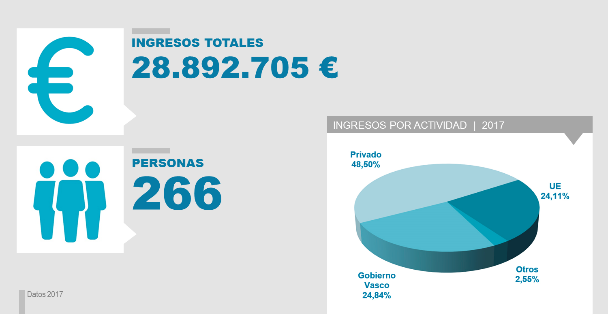 INGRESOS TOTALES
28.892.705 €
PERSONAS
266
Datos 2017
INGRESOS POR ACTIVIDAD | 2017
Privado
48,50%
UE
24,11%
Otros
2,55%
Gobierno
Vasco
24,84%